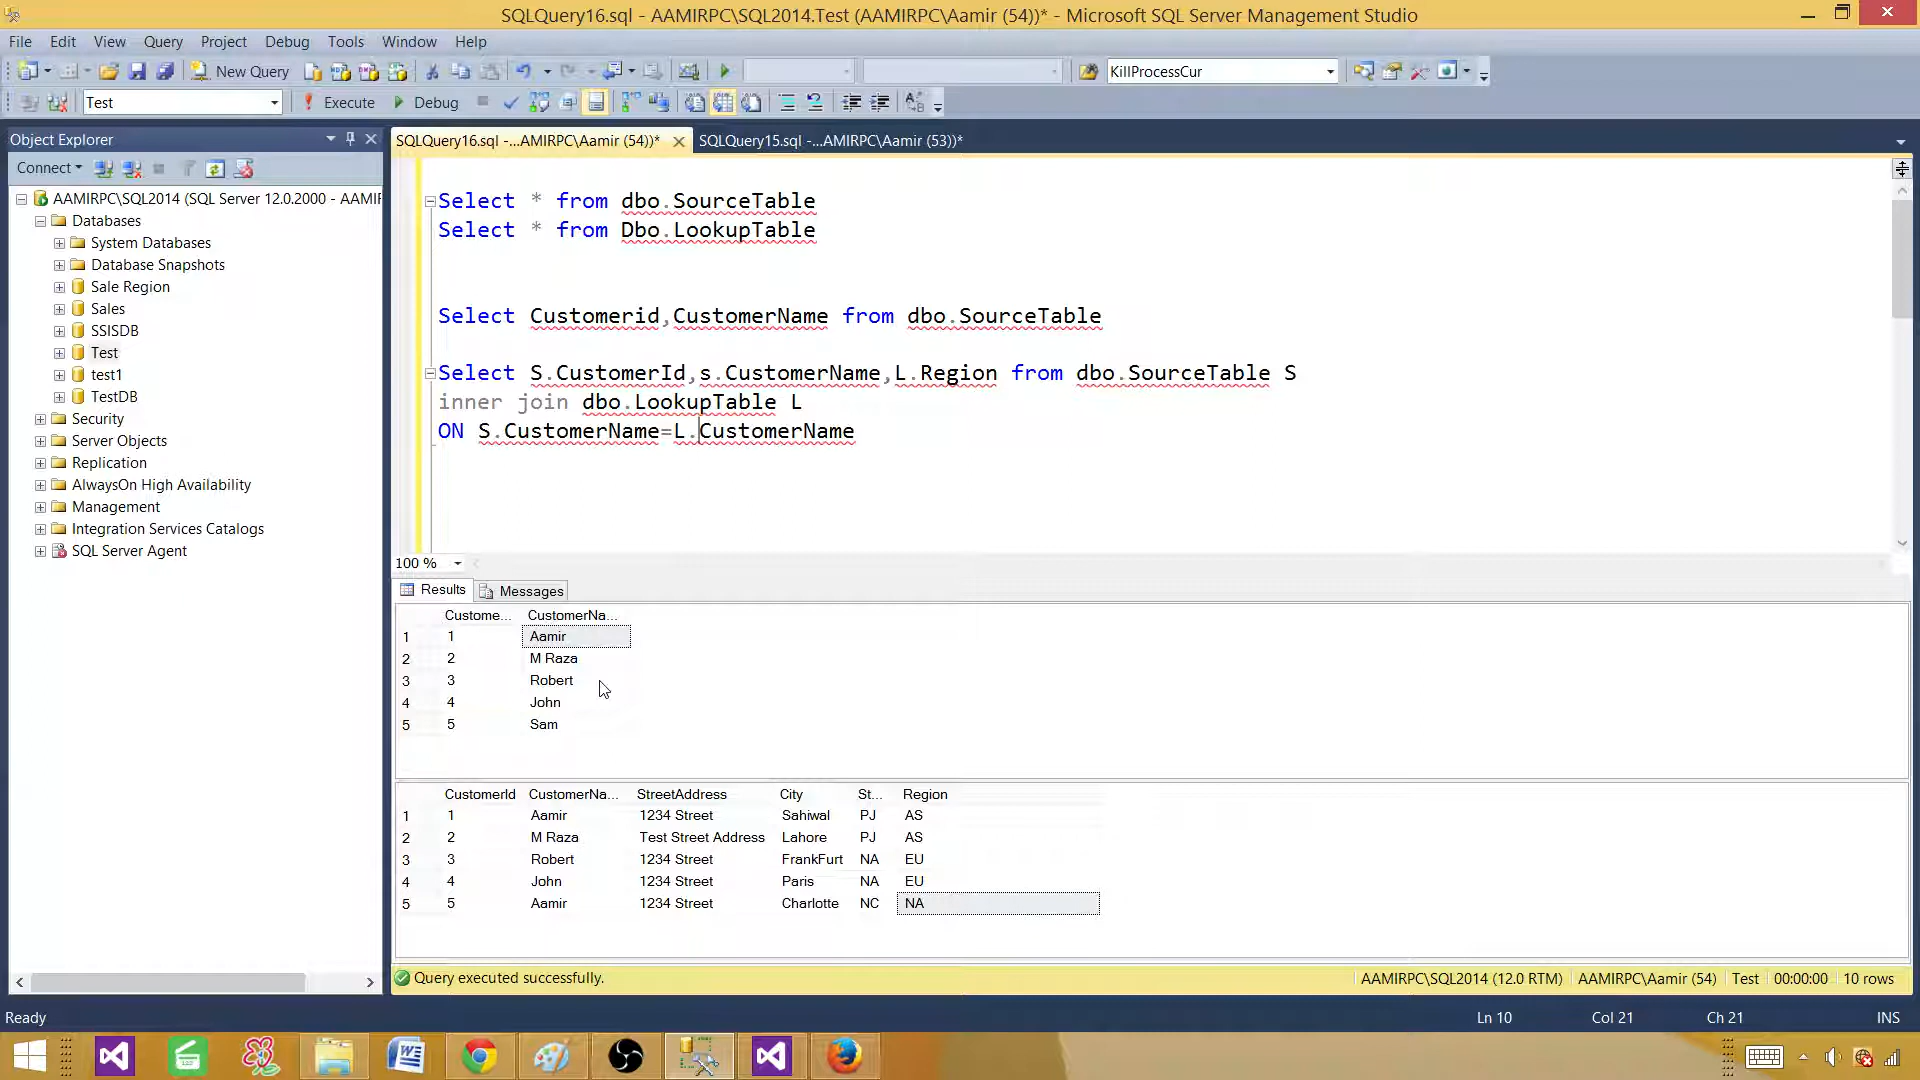 SQLQuery16.sql - AAMIRPC\SQL2014.Test (AAMIRPC\Aamir (54))* - Microsoft SQL Server Management Studio
File Edit View Query Project Debug Tools Window Help
New Query KillProcessCur
Test Execute Debug
Object Explorer
SQLQuery16.sql -...AMIRPC\Aamir (54))* SQLQuery15.sql -...AMIRPC\Aamir (53))*
Connect
AAMIRPC\SQL2014 (SQL Server 12.0.2000 - AAMIF
Databases
System Databases
Database Snapshots
Sale Region
Sales
SSISDB
Test
test1
TestDB
Security
Server Objects
Replication
AlwaysOn High Availability
Management
Integration Services Catalogs
SQL Server Agent
Select * from dbo.SourceTable
Select * from Dbo.LookupTable
Select Customerid,CustomerName from dbo.SourceTable
Select S.CustomerId,s.CustomerName,L.Region from dbo.SourceTable S
inner join dbo.LookupTable L
ON S.CustomerName=L.CustomerName
100 %
Results Messages
Custome... CustomerNa...
1 1 Aamir
2 2 M Raza
3 3 Robert
4 4 John
5 5 Sam
CustomerId CustomerNa... StreetAddress City St... Region
1 1 Aamir 1234 Street Sahiwal PJ AS
2 2 M Raza Test Street Address Lahore PJ AS
3 3 Robert 1234 Street FrankFurt NA EU
4 4 John 1234 Street Paris NA EU
5 5 Aamir 1234 Street Charlotte NC NA
Query executed successfully. AAMIRPC\SQL2014 (12.0 RTM) AAMIRPC\Aamir (54) Test 00:00:00 10 rows
Ready Ln 10 Col 21 Ch 21 INS